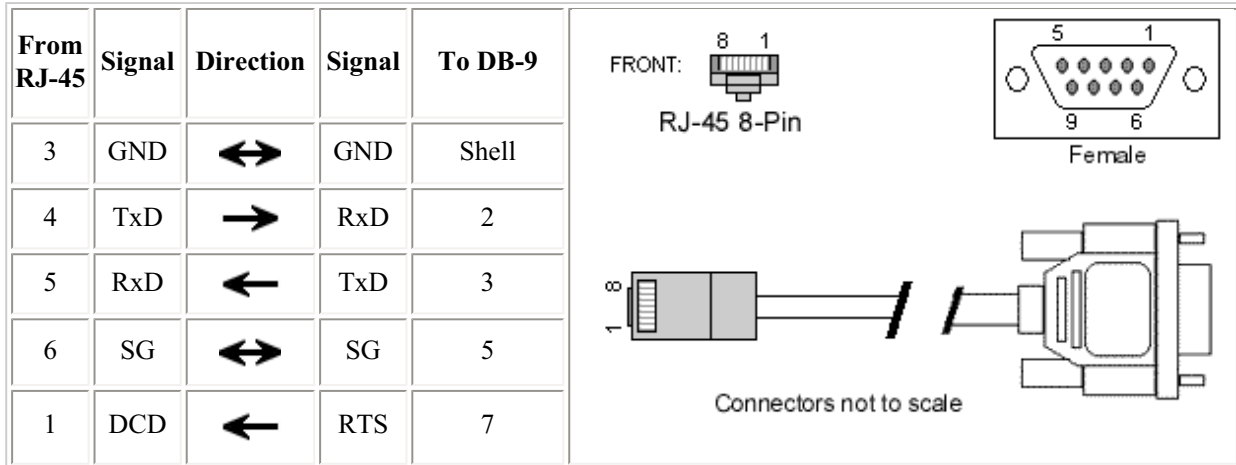 From RJ-45 Signal Direction Signal To DB-9
3 GND GND Shell
4 TxD RxD 2
5 RxD TxD 3
6 SG SG 5
1 DCD RTS 7
FRONT:
8 1
RJ-45 8-Pin
5 1
9 6
Female
8
1
Connectors not to scale